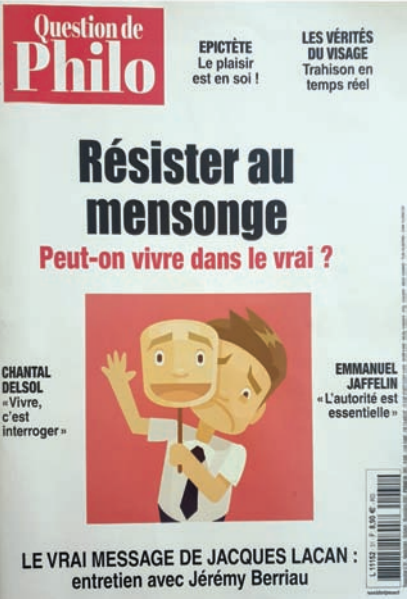 Question de
Philo
EPICTÈTE
Le plaisir
est en soi !
LES VÉRITÉS
DU VISAGE
Trahison en
temps réel
Résister au
mensonge
Peut-on vivre dans le vrai ?
CHANTAL
DELSOL
«Vivre,
c'est
interroger»
EMMANUEL
JAFFELIN
«L'autorité est
essentielle»
LE VRAI MESSAGE DE JACQUES LACAN :
entretien avec Jérémy Berriau